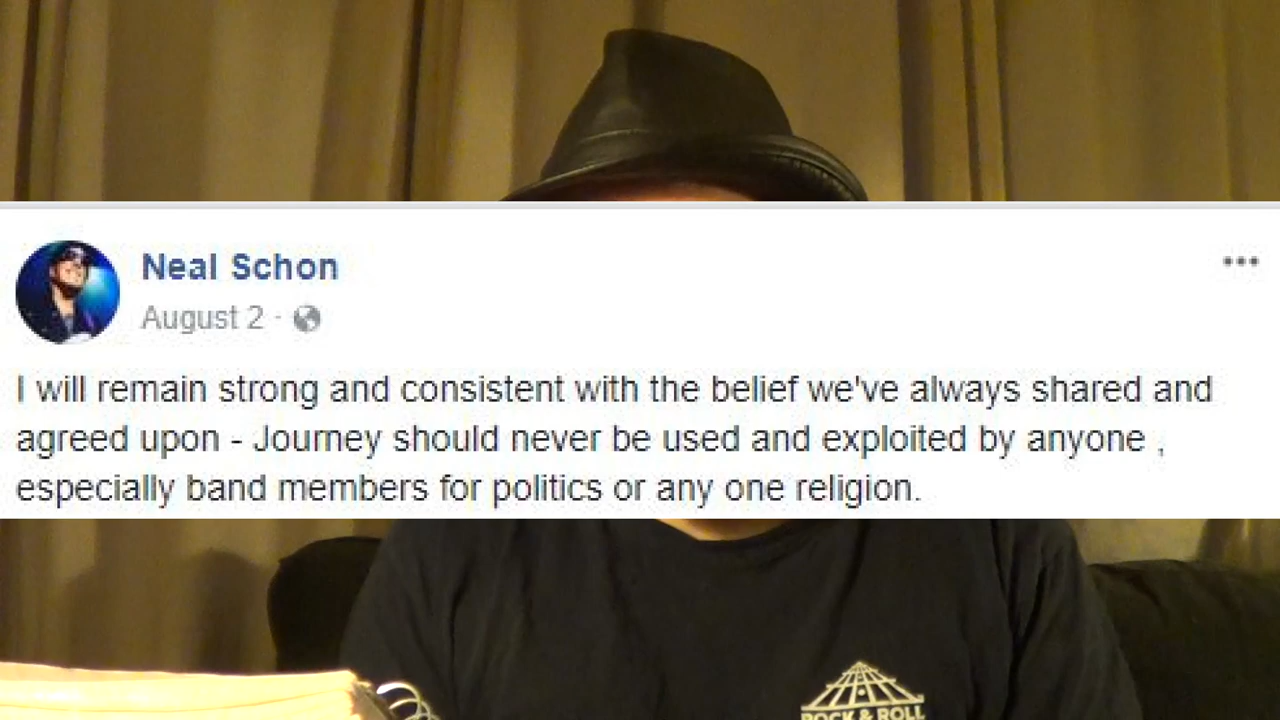 Neal Schon
August 2 ·
I will remain strong and consistent with the belief we've always shared and
agreed upon - Journey should never be used and exploited by anyone ,
especially band members for politics or any one religion.
ROCK & ROLL